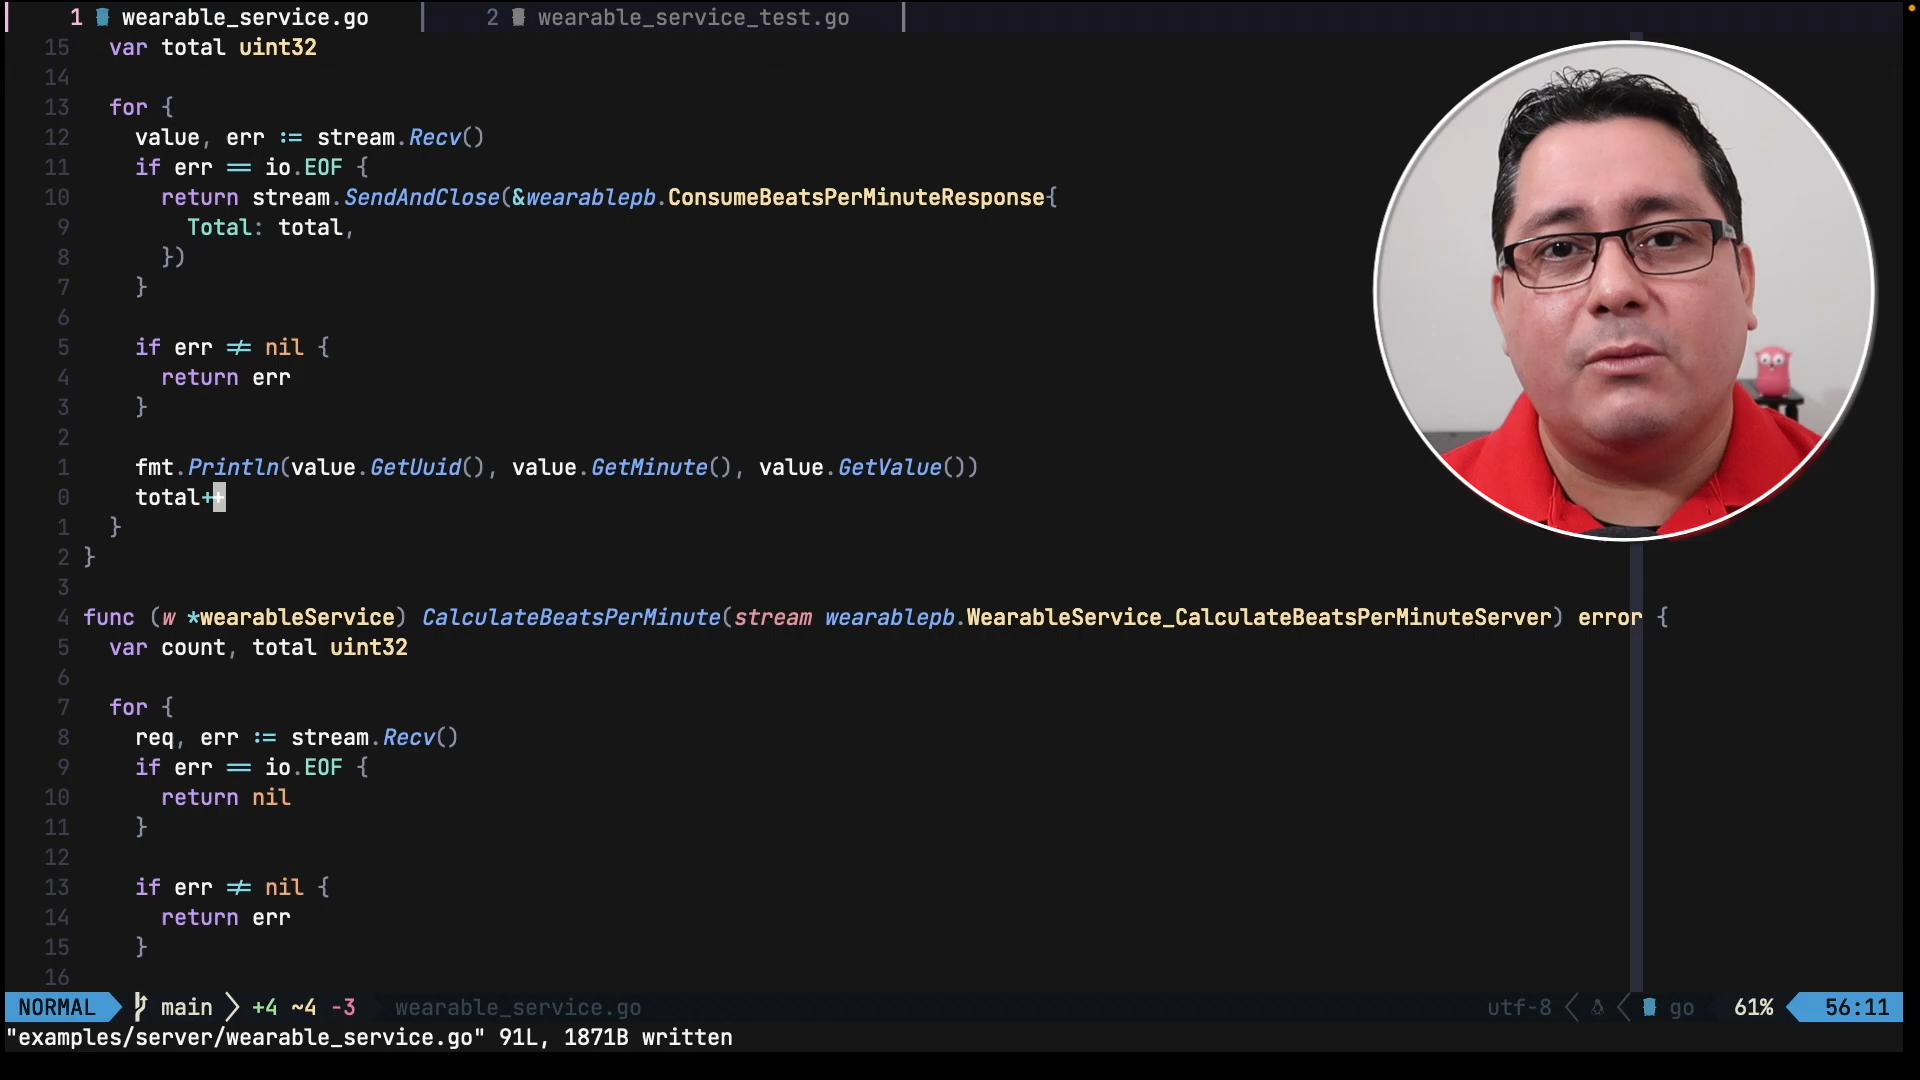 1 wearable_service.go 2 wearable_service_test.go
15 var total uint32
14
13 for {
12 value, err := stream.Recv()
11 if err == io.EOF {
10 return stream.SendAndClose(&wearablepb.ConsumeBeatsPerMinuteResponse{
9 Total: total,
8 })
7 }
6
5 if err != nil {
4 return err
3 }
2
1 fmt.Println(value.GetUuid(), value.GetMinute(), value.GetValue())
0 total++
1 }
2 }
3
4 func (w *wearableService) CalculateBeatsPerMinute(stream wearablepb.WearableService_CalculateBeatsPerMinuteServer) error {
5 var count, total uint32
6
7 for {
8 req, err := stream.Recv()
9 if err == io.EOF {
10 return nil
11 }
12
13 if err != nil {
14 return err
15 }
16
NORMAL main +4 ~4 -3 wearable_service.go utf-8 go 61% 56:11
"examples/server/wearable_service.go" 91L, 1871B written